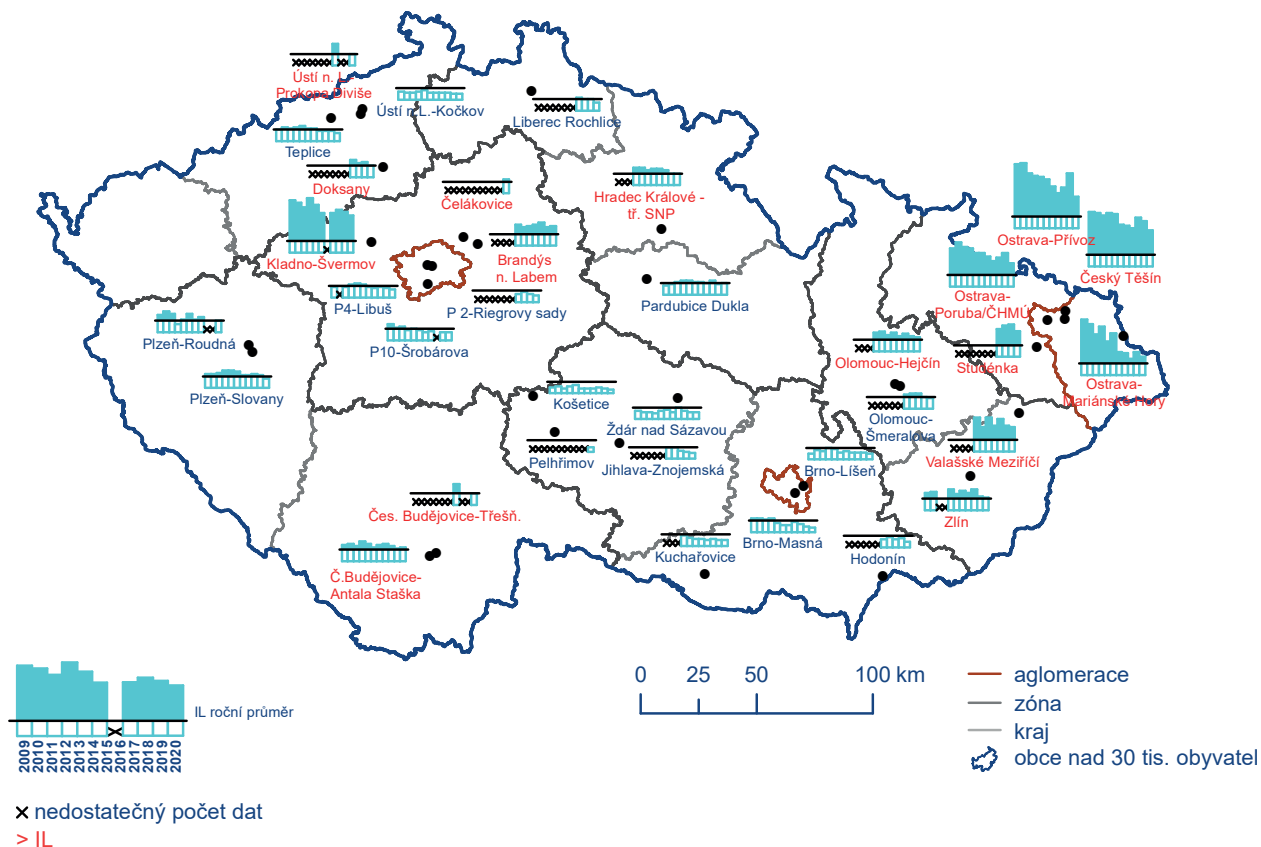 Ústí n. L.-
Prokopa Diviše
Ústí n.L.-Kočkov
Liberec Rochlice
Teplice
Doksany
Čelákovice
Hradec Králové -
tř. SNP
Ostrava-Přívoz
Český Těšín
Kladno-Švermov
Brandýs
n. Labem
Ostrava-
Poruba/ČHMÚ
P4-Libuš
P 2-Riegrovy sady
Pardubice Dukla
Plzeň-Roudná
P10-Šrobárova
Olomouc-Hejčín
Studénka
Ostrava-
Mariánské Hory
Plzeň-Slovany
Košetice
Ždár nad Sázavou
Olomouc-
Šmeralova
Pelhřimov
Jihlava-Znojemská
Brno-Líšeň
Valašské Meziříčí
Čes. Budějovice-Třešň.
Zlín
Brno-Masná
Kuchařovice
Hodonín
Č.Budějovice-
Antala Staška
IL roční průměr
2009
2010
2011
2012
2013
2014
2015
2016
2017
2018
2019
2020
× nedostatečný počet dat
> IL
0 25 50 100 km
aglomerace
zóna
kraj
obce nad 30 tis. obyvatel